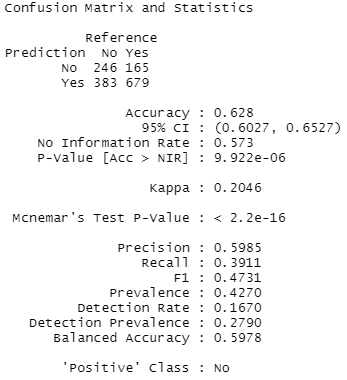 Confusion Matrix and Statistics
Reference
Prediction No Yes
No 246 165
Yes 383 679
Accuracy : 0.628
95% CI : (0.6027, 0.6527)
No Information Rate : 0.573
P-Value [Acc > NIR] : 9.922e-06
Kappa : 0.2046
Mcnemar's Test P-Value : < 2.2e-16
Precision : 0.5985
Recall : 0.3911
F1 : 0.4731
Prevalence : 0.4270
Detection Rate : 0.1670
Detection Prevalence : 0.2790
Balanced Accuracy : 0.5978
'Positive' Class : No